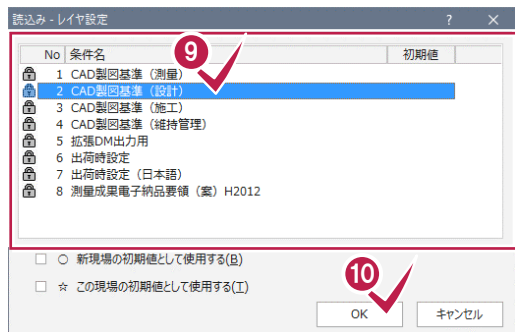 読込み - レイヤ設定 ? ×
No 条件名 初期値
9
1 CAD製図基準（測量）
2 CAD製図基準（設計）
3 CAD製図基準（施工）
4 CAD製図基準（維持管理）
5 拡張DM出力用
6 出荷時設定
7 出荷時設定（日本語）
8 測量成果電子納品要領（案）H2012
○ 新現場の初期値として使用する(B)
☆ この現場の初期値として使用する(T)
10
OK キャンセル